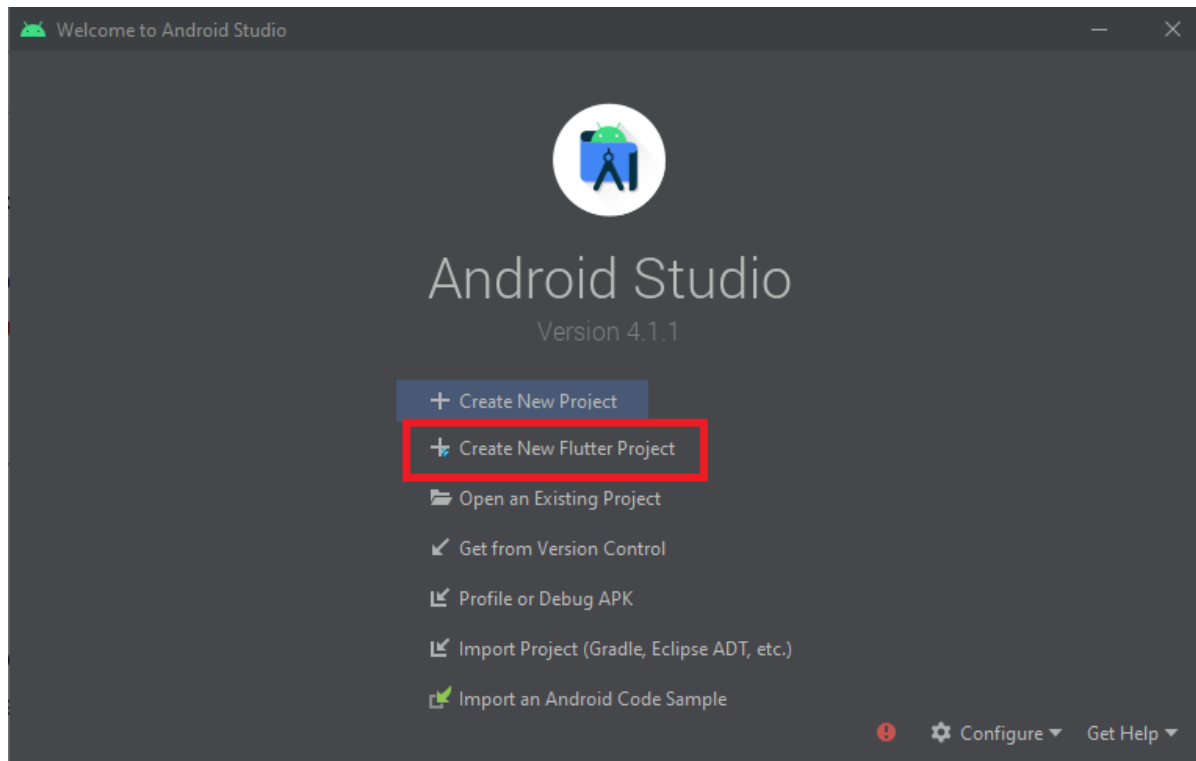 Welcome to Android Studio
Android Studio
Version 4.1.1
Create New Project
Create New Flutter Project
Open an Existing Project
Get from Version Control
Profile or Debug APK
Import Project (Gradle, Eclipse ADT, etc.)
Import an Android Code Sample
Configure Get Help